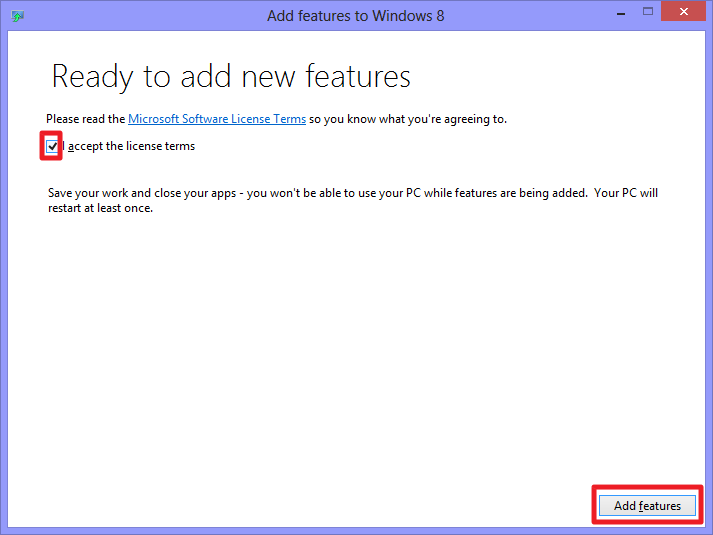 Add features to Windows 8
Ready to add new features
Please read the Microsoft Software License Terms so you know what you're agreeing to.
I accept the license terms
Save your work and close your apps - you won't be able to use your PC while features are being added.  Your PC will
restart at least once.
Add features